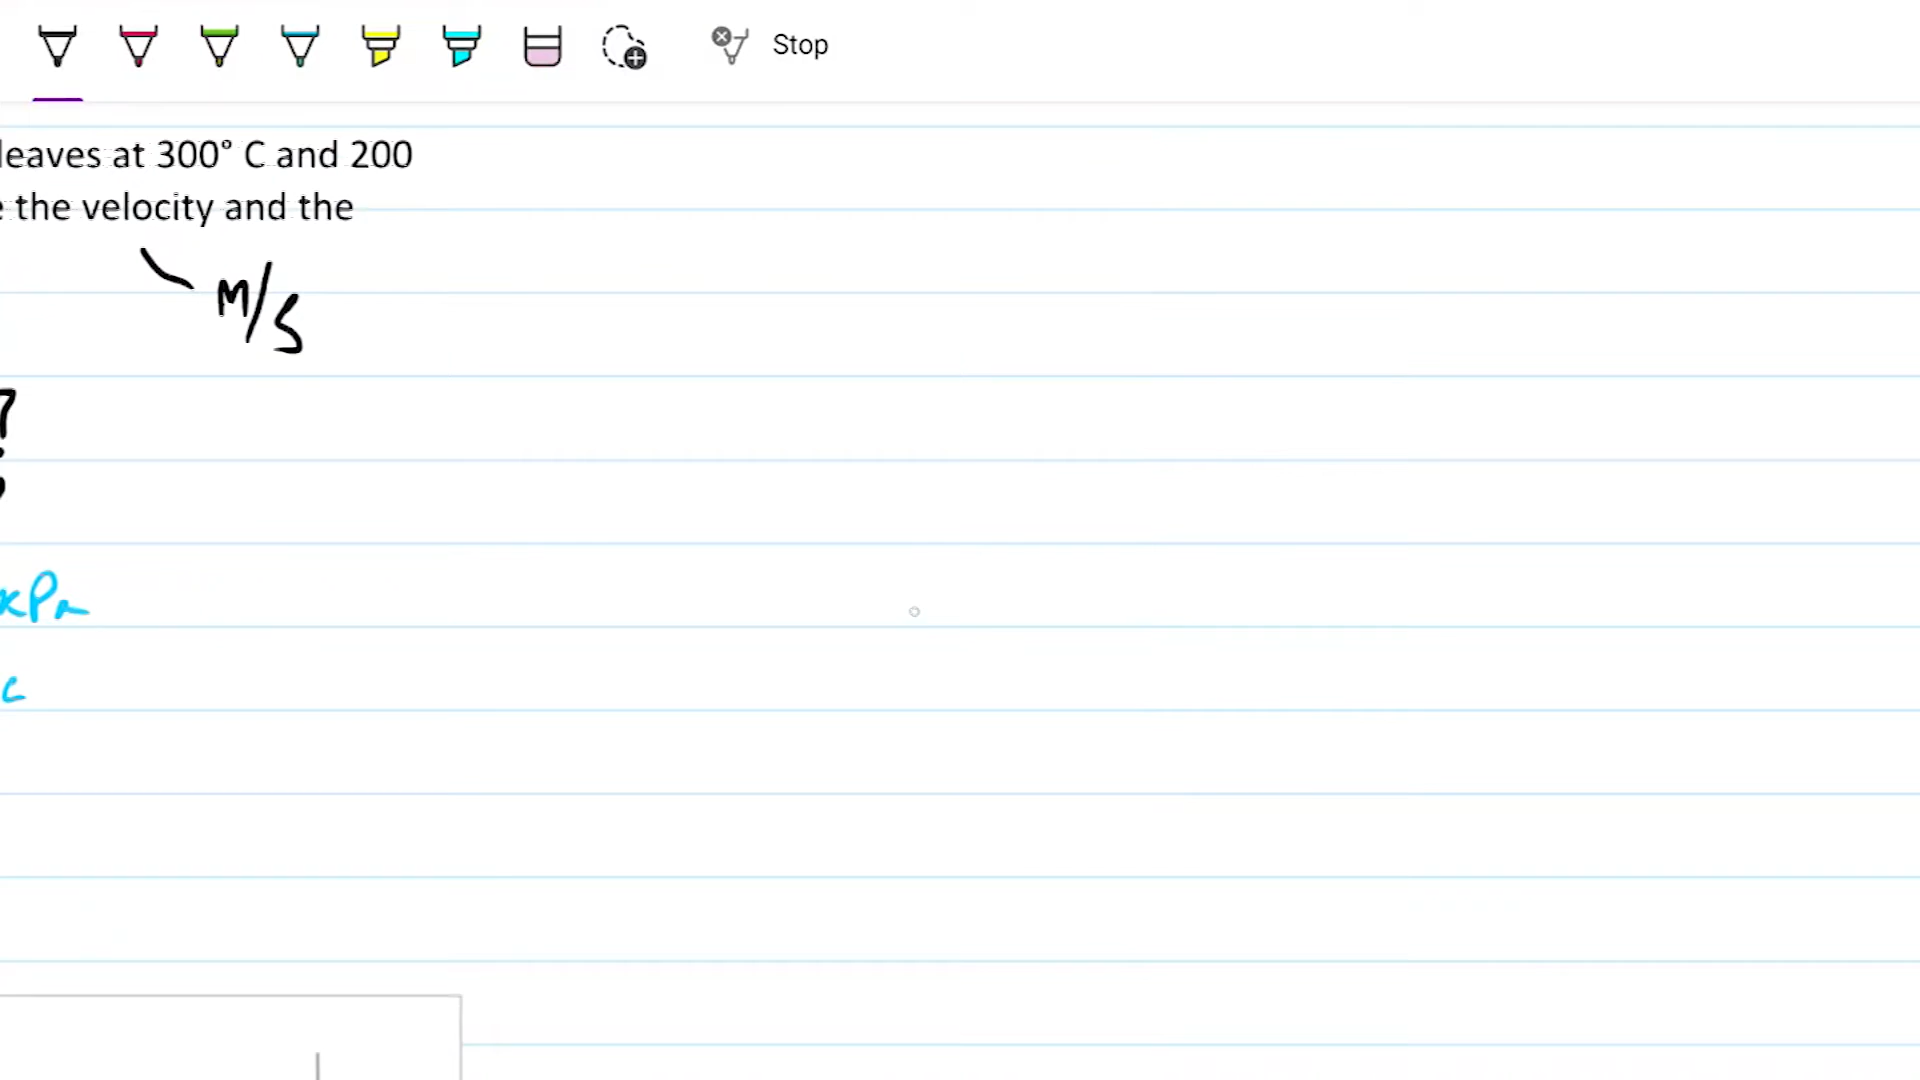 Stop
leaves at 300° C and 200
the velocity and the
M/S
?
kPa
c